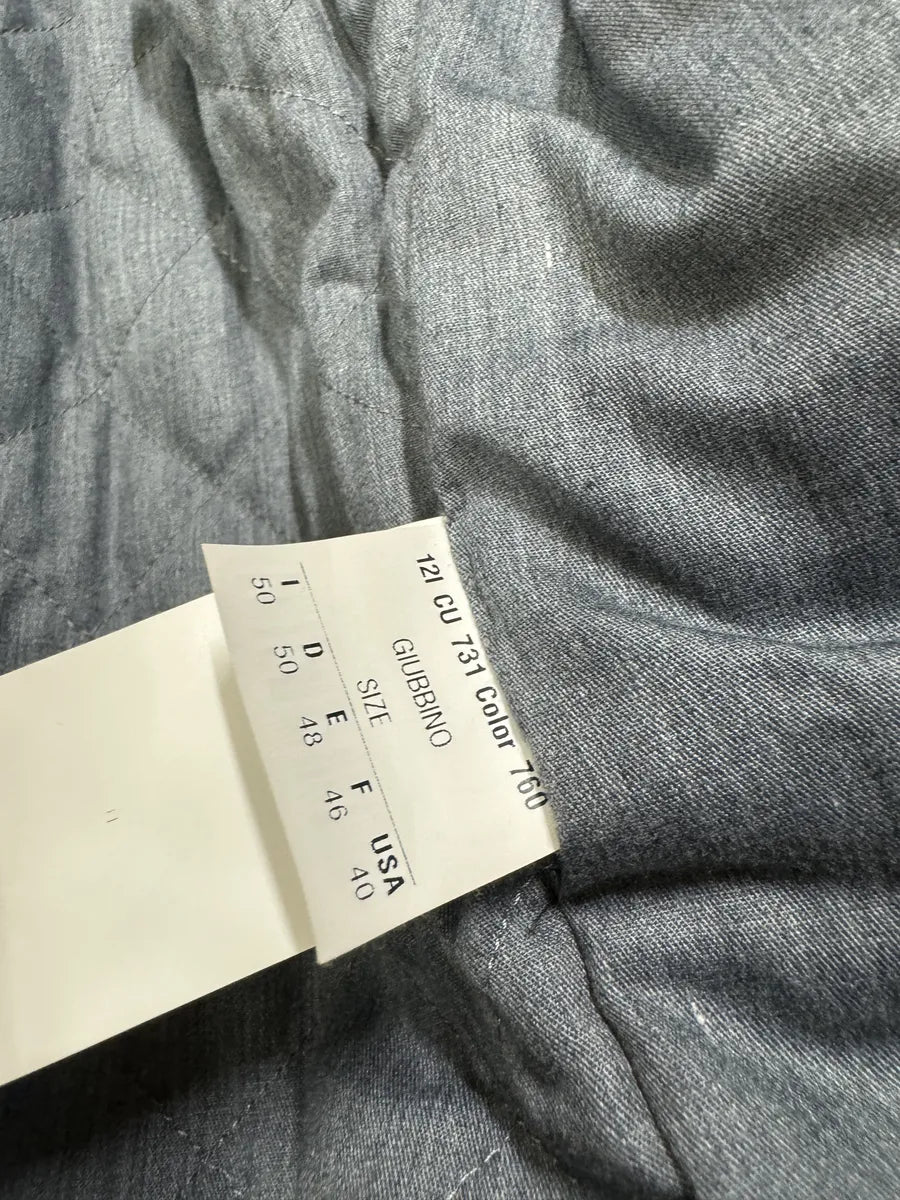 12I CU 731 Color 760
GIUBBINO
SIZE
I D E F USA
50 50 48 46 40